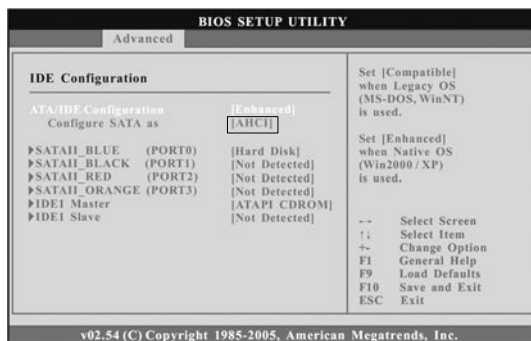 BIOS SETUP UTILITY
Advanced
IDE Configuration
ATA/IDE Configuration [Enhanced]
Configure SATA as [AHCI]
SATAII_BLUE (PORT0) [Hard Disk]
SATAII_BLACK (PORT1) [Not Detected]
SATAII_RED (PORT2) [Not Detected]
SATAII_ORANGE (PORT3) [Not Detected]
IDE1 Master [ATAPI CDROM]
IDE1 Slave [Not Detected]
Set [Compatible]
when Legacy OS
(MS-DOS, WinNT)
is used.
Set [Enhanced]
when Native OS
(Win2000 / XP)
is used.
←→ Select Screen
↑↓ Select Item
+- Change Option
F1 General Help
F9 Load Defaults
F10 Save and Exit
ESC Exit
v02.54 (C) Copyright 1985-2005, American Megatrends, Inc.